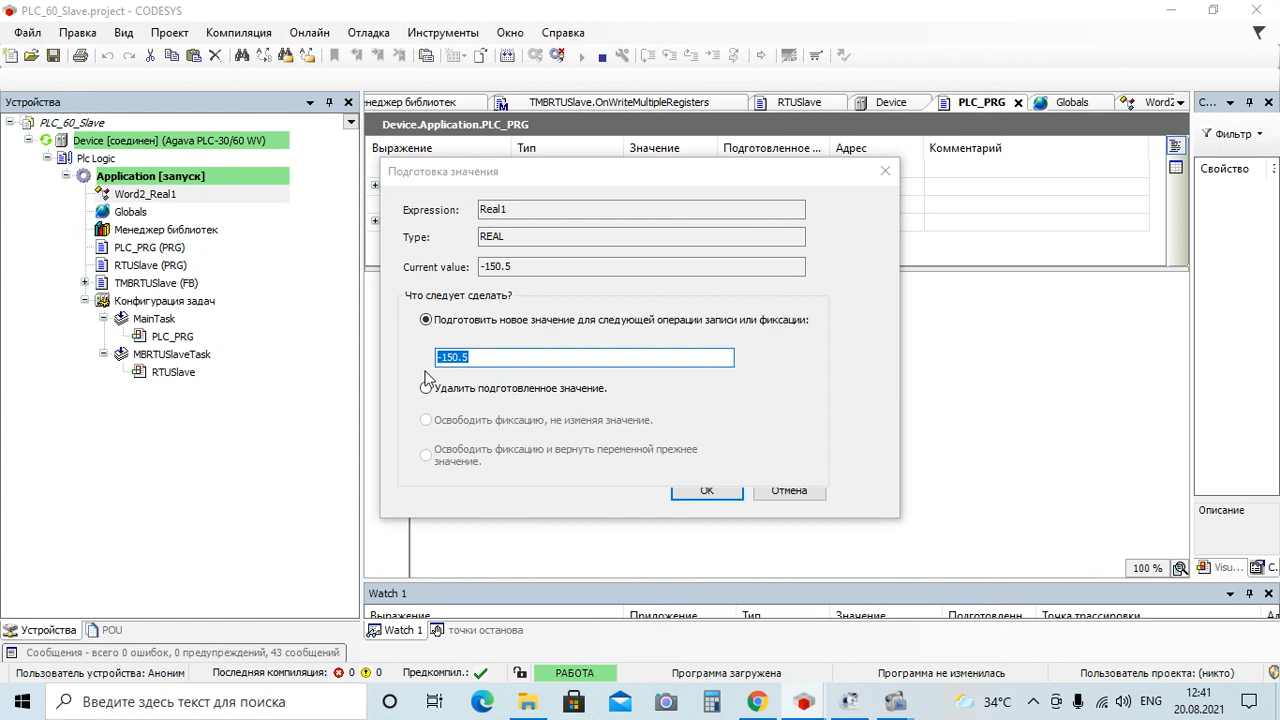 PLC_60_Slave.project - CODESYS
Файл Правка Вид Проект Компиляция Онлайн Отладка Инструменты Окно Справка
Устройства
PLC_60_Slave
Device [соединен] (Agava PLC-30/60 WV)
Plc Logic
Application [запуск]
Word2_Real1
Globals
Менеджер библиотек
PLC_PRG (PRG)
RTUSlave (PRG)
TMBRTUSlave (FB)
Конфигурация задач
MainTask
PLC_PRG
MBRTUSlaveTask
RTUSlave
Устройства POU
неджер библиотек TMBRTUSlave.OnWriteMultipleRegisters RTUSlave Device PLC_PRG Globals Word2
Device.Application.PLC_PRG
Выражение Тип Значение Подготовленное ... Адрес Комментарий
Подготовка значения
Expression: Real1
Type: REAL
Current value: -150.5
Что следует сделать?
Подготовить новое значение для следующей операции записи или фиксации:
-150.5
Удалить подготовленное значение.
Освободить фиксацию, не изменяя значение.
Освободить фиксацию и вернуть переменной прежнее
значение.
OK Отмена
100 %
С...
Фильтр
Свойство
Описание
Visu... С.
Watch 1
Выражение Приложение Тип Значение Подготовленн Точка трассировки Ад
Watch 1 точки останова
Сообщения - всего 0 ошибок, 0 предупреждений, 43 сообщений
Пользователь устройства: Аноним Последняя компиляция: 0 0 Предкомпил.: РАБОТА Программа загружена Программа не изменилась Пользователь проекта: (никто)
Введите здесь текст для поиска
34°C ENG 12:41
20.08.2021